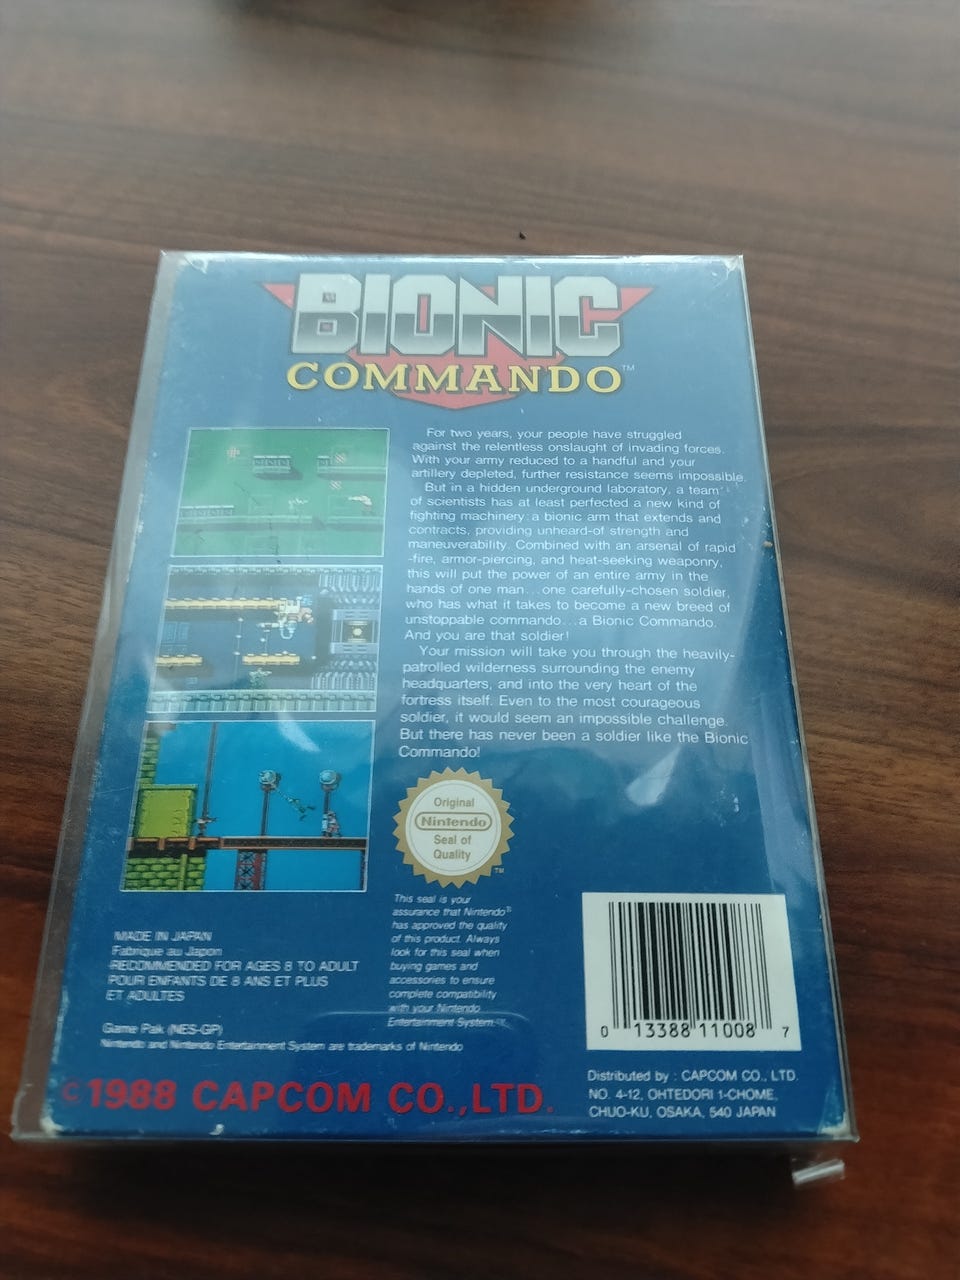 BIONIC
COMMANDO™
For two years, your people have struggled
against the relentless onslaught of invading forces.
With your army reduced to a handful and your
artillery depleted, further resistance seems impossible.
But in a hidden underground laboratory, a team
of scientists has at least perfected a new kind of
fighting machinery: a bionic arm that extends and
contracts, providing unheard-of strength and
maneuverability. Combined with an arsenal of rapid
-fire, armor-piercing, and heat-seeking weaponry,
this will put the power of an entire army in the
hands of one man...one carefully-chosen soldier,
who has what it takes to become a new breed of
unstoppable commando...a Bionic Commando.
And you are that soldier!
Your mission will take you through the heavily-
patrolled wilderness surrounding the enemy
headquarters, and into the very heart of the
fortress itself. Even to the most courageous
soldier, it would seem an impossible challenge.
But there has never been a soldier like the Bionic
Commando!
Original
Nintendo
Seal of
Quality
TM
This seal is your
assurance that Nintendo®
has approved the quality
of this product. Always
look for this seal when
buying games and
accessories to ensure
complete compatibility
with your Nintendo
Entertainment System.™
MADE IN JAPAN
Fabrique au Japon
RECOMMENDED FOR AGES 8 TO ADULT
POUR ENFANTS DE 8 ANS ET PLUS
ET ADULTES
Game Pak (NES-GP)
Nintendo and Nintendo Entertainment System are trademarks of Nintendo
© 1988 CAPCOM CO.,LTD.
0 13388 11008 7
Distributed by : CAPCOM CO., LTD.
NO. 4-12, OHTEDORI 1-CHOME,
CHUO-KU, OSAKA, 540 JAPAN